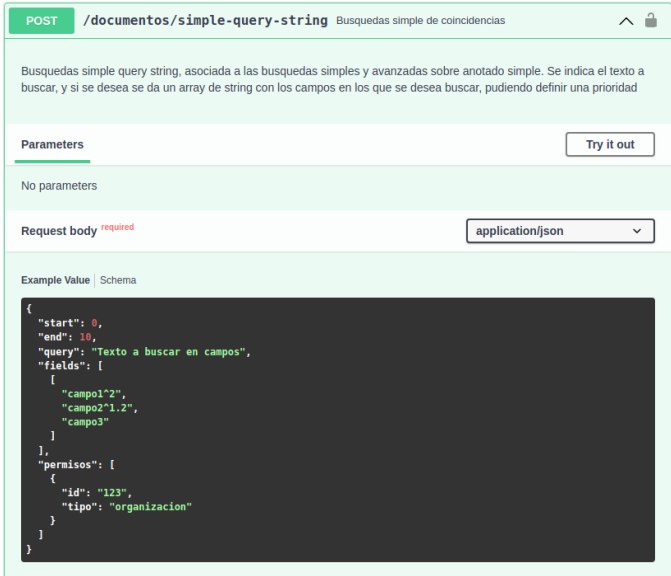 POST /documentos/simple-query-string Busquedas simple de coincidencias
Busquedas simple query string, asociada a las busquedas simples y avanzadas sobre anotado simple. Se indica el texto a
buscar, y si se desea se da un array de string con los campos en los que se desea buscar, pudiendo definir una prioridad
Parameters
Try it out
No parameters
Request body required
application/json
Example Value | Schema
{
  "start": 0,
  "end": 10,
  "query": "Texto a buscar en campos",
  "fields": [
    [
      "campo1^2",
      "campo2^1.2",
      "campo3"
    ]
  ],
  "permisos": [
    {
      "id": "123",
      "tipo": "organizacion"
    }
  ]
}